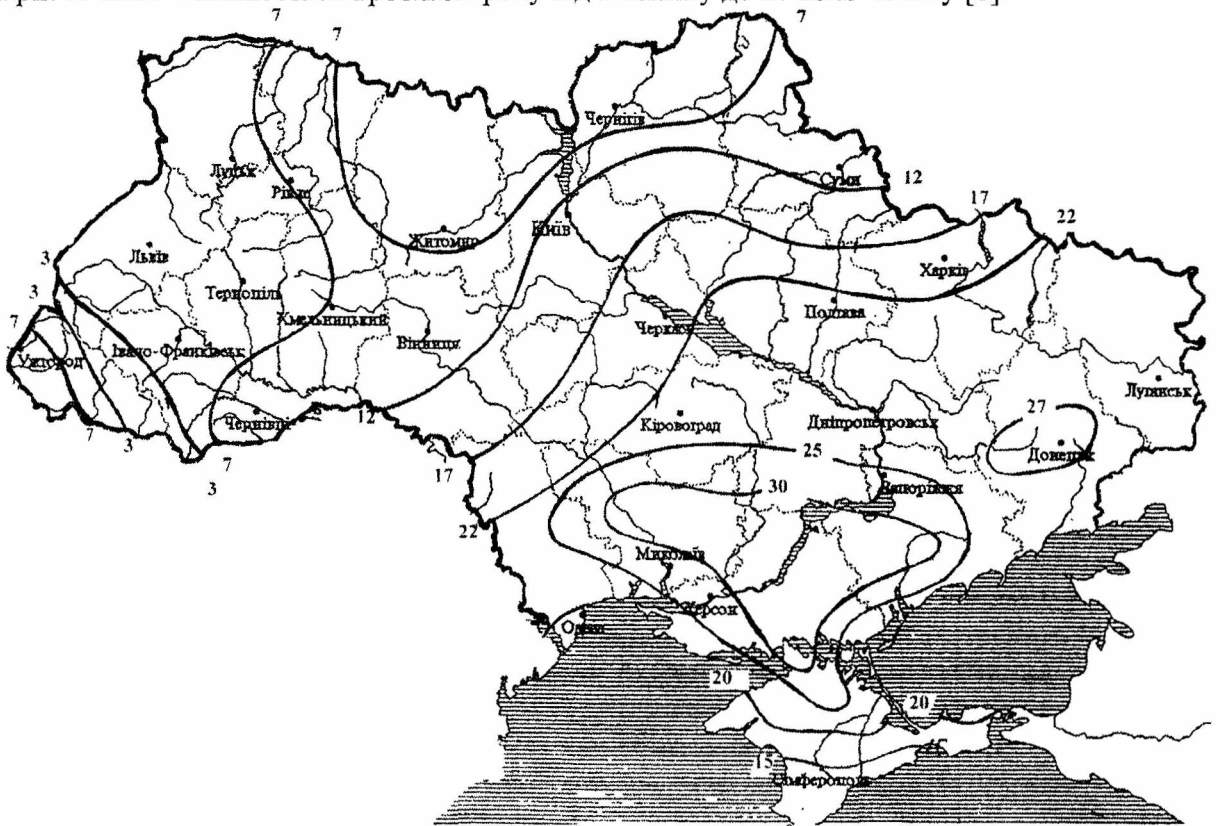 7
7
7
Чернігів
Луцьк
Рівне
Суми
12
17
22
Київ
Житомир
Львів
3
Харків
3
Тернопіль
Хмельницький
Полтава
Черкаси
7
Вінниця
Ужгород
Івано-Франківськ
Луганськ
27
12
Чернівці
Кіровоград
Дніпропетровськ
7
3
7
17
25
Донецьк
3
30
Запоріжжя
22
Миколаїв
Херсон
Одеса
20
20
15
15
Сімферополь